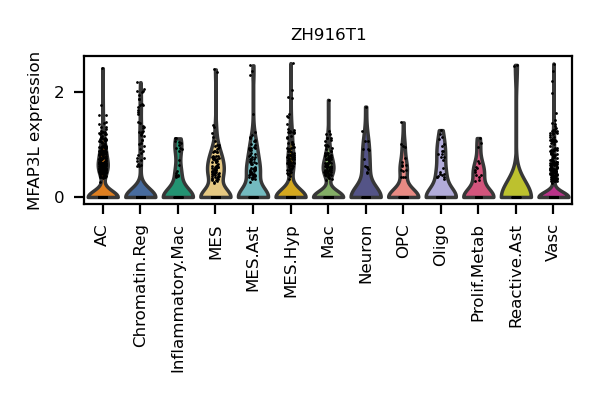 ZH916T1
MFAP3L expression
2
0
AC
Chromatin.Reg
Inflammatory.Mac
MES
MES.Ast
MES.Hyp
Mac
Neuron
OPC
Oligo
Prolif.Metab
Reactive.Ast
Vasc